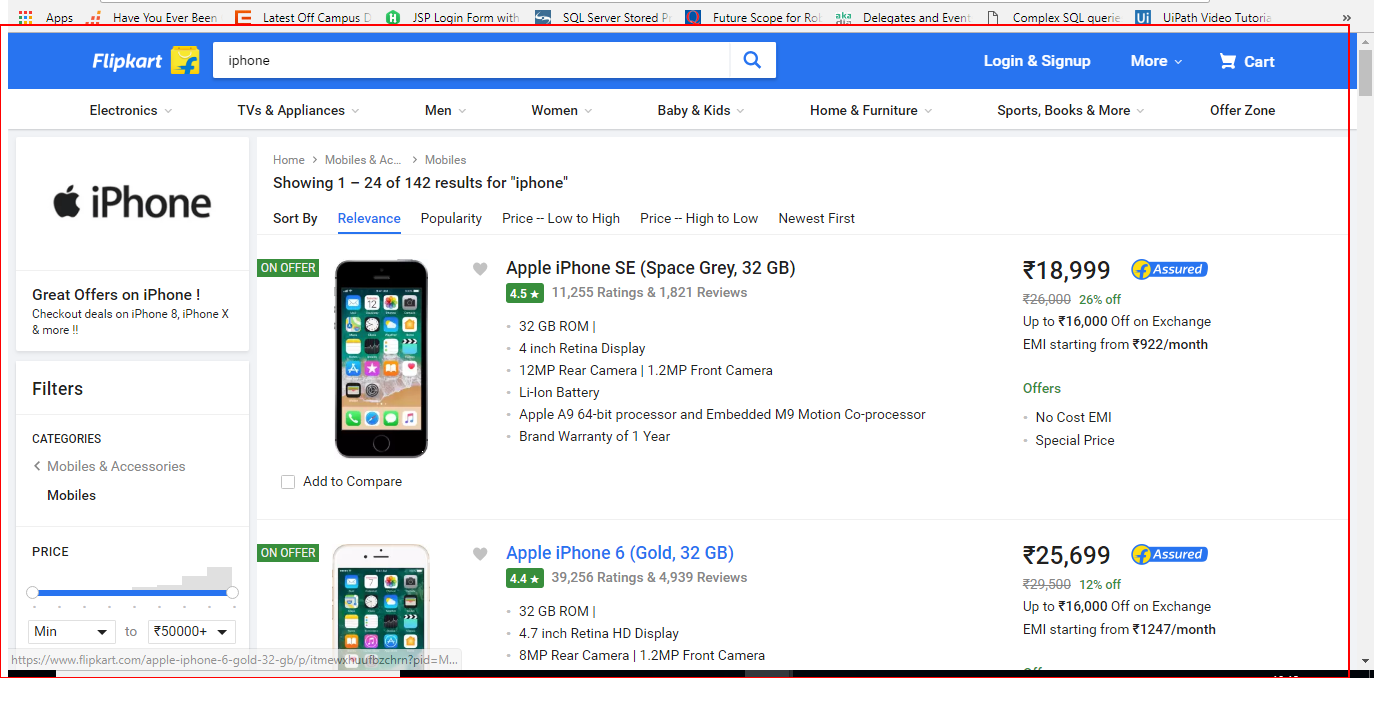 Apps Have You Ever Been Latest Off Campus D JSP Login Form with SQL Server Stored P Future Scope for Rob Delegates and Event Complex SQL querie Ui UiPath Video Tutoria »
Flipkart iphone Login & Signup More Cart
Electronics TVs & Appliances Men Women Baby & Kids Home & Furniture Sports, Books & More Offer Zone
iPhone
Great Offers on iPhone !
Checkout deals on iPhone 8, iPhone X
& more !!
Filters
CATEGORIES
Mobiles & Accessories
Mobiles
PRICE
Min to ₹50000+
Home > Mobiles & Ac... > Mobiles
Showing 1 – 24 of 142 results for "iphone"
Sort By Relevance Popularity Price -- Low to High Price -- High to Low Newest First
ON OFFER
Apple iPhone SE (Space Grey, 32 GB)
4.5 ★ 11,255 Ratings & 1,821 Reviews
32 GB ROM |
4 inch Retina Display
12MP Rear Camera | 1.2MP Front Camera
Li-Ion Battery
Apple A9 64-bit processor and Embedded M9 Motion Co-processor
Brand Warranty of 1 Year
Add to Compare
₹18,999 Assured
₹26,000 26% off
Up to ₹16,000 Off on Exchange
EMI starting from ₹922/month
Offers
No Cost EMI
Special Price
ON OFFER
Apple iPhone 6 (Gold, 32 GB)
4.4 ★ 39,256 Ratings & 4,939 Reviews
32 GB ROM |
4.7 inch Retina HD Display
8MP Rear Camera | 1.2MP Front Camera
₹25,699 Assured
₹29,500 12% off
Up to ₹16,000 Off on Exchange
EMI starting from ₹1247/month
https://www.flipkart.com/apple-iphone-6-gold-32-gb/p/itmewxhuufbzchrn?pid=M...